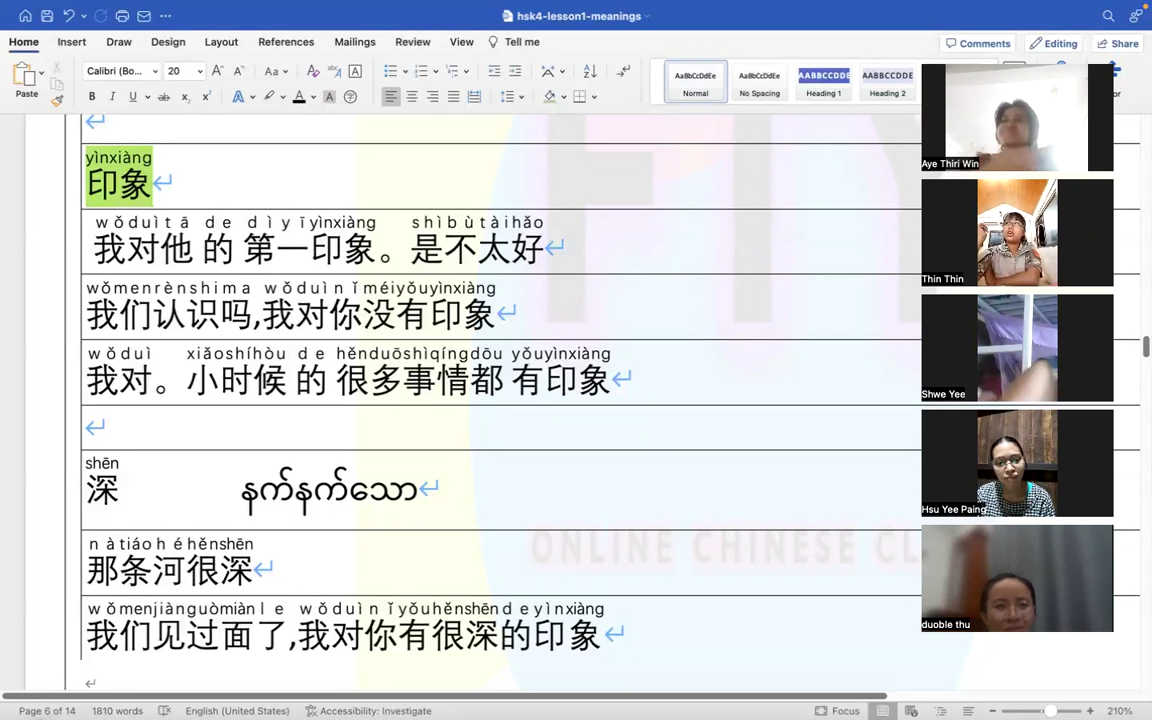 hsk4-lesson1-meanings
Home Insert Draw Design Layout References Mailings Review View Tell me Comments Editing Share
Paste Calibri (Bo... 20
AaBbCcDdEe AaBbCcDdEe AABBCCDDE AABBCCDDE
Normal No Spacing Heading 1 Heading 2
yìnxiàng
印象
wǒduìtā de dìyīyìnxiàng shìbùtàihǎo
我对他 的 第一印象。是不太好
wǒmenrènshima wǒduìnǐméiyǒuyìnxiàng
我们认识吗,我对你没有印象
wǒduì xiǎoshíhòu de hěnduōshìqíngdōu yǒuyìnxiàng
我对。小时候 的 很多事情都 有印象
shēn
深 နက်နက်သော
nàtiáohéhěnshēn
那条河很深
wǒmenjiànguòmiànle wǒduìnǐyǒuhěnshēndeyìnxiàng
我们见过面了,我对你有很深的印象
ONLINE CHINESE CL
Aye Thiri Win
Thin Thin
Shwe Yee
Hsu Yee Paing
duoble thu
Page 6 of 14 1810 words English (United States) Accessibility: Investigate Focus 210%